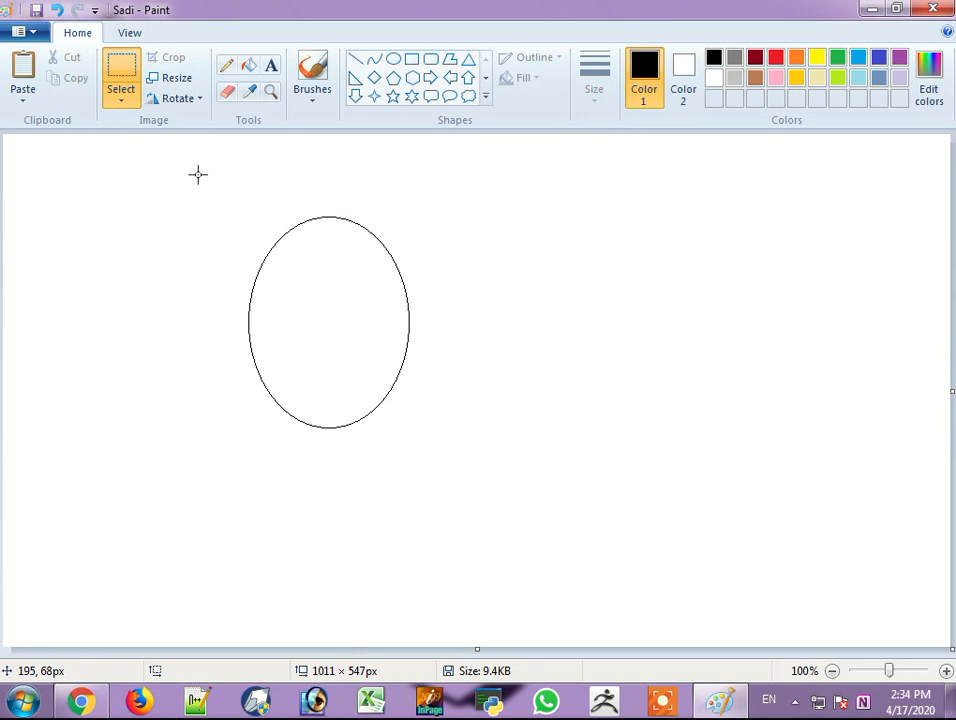 Sadi - Paint
Home View
Paste
Cut
Copy
Clipboard
Select
Crop
Resize
Rotate
Image
A
Tools
Brushes
Outline
Fill
Shapes
Size
Color 1
Color 2
Edit colors
Colors
195, 68px
1011 × 547px
Size: 9.4KB
100%
InPage
EN
N
2:34 PM
4/17/2020